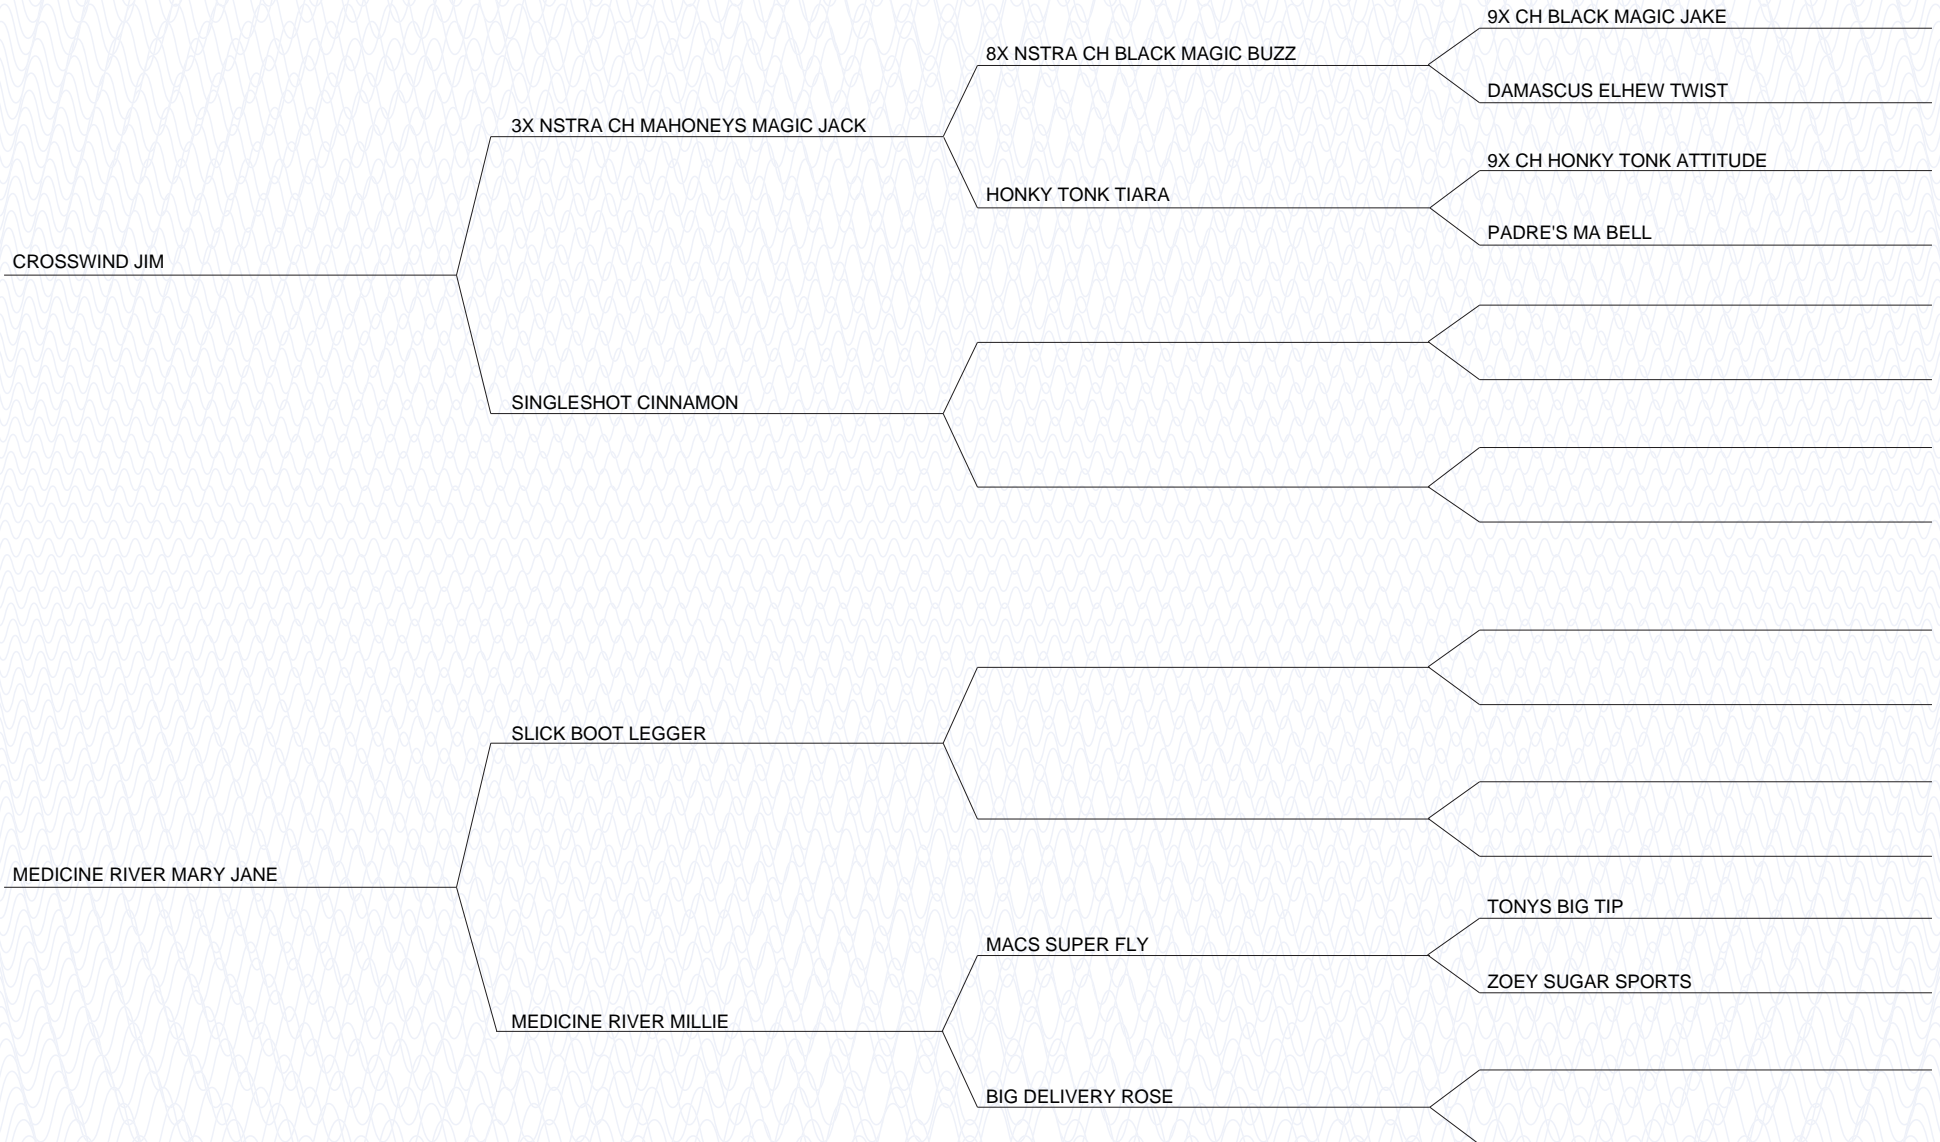 9X CH BLACK MAGIC JAKE
8X NSTRA CH BLACK MAGIC BUZZ
DAMASCUS ELHEW TWIST
3X NSTRA CH MAHONEYS MAGIC JACK
9X CH HONKY TONK ATTITUDE
HONKY TONK TIARA
PADRE'S MA BELL
CROSSWIND JIM
SINGLESHOT CINNAMON
SLICK BOOT LEGGER
MEDICINE RIVER MARY JANE
TONYS BIG TIP
MACS SUPER FLY
ZOEY SUGAR SPORTS
MEDICINE RIVER MILLIE
BIG DELIVERY ROSE